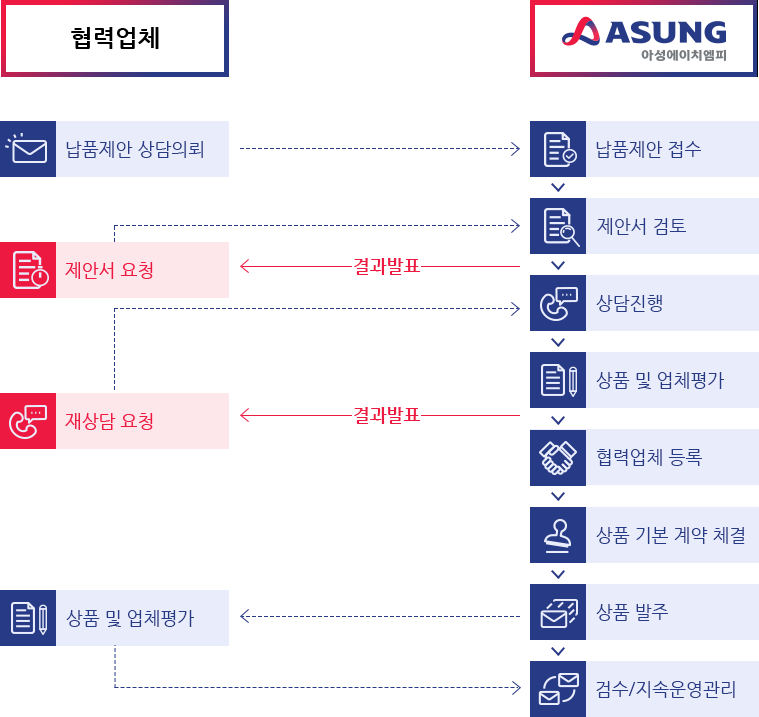 협력업체
ASUNG
아성에이치엠피
납품제안 상담의뢰
납품제안 접수
제안서 검토
제안서 요청
결과발표
상담진행
상품 및 업체평가
재상담 요청
결과발표
협력업체 등록
상품 기본 계약 체결
상품 및 업체평가
상품 발주
검수/지속운영관리